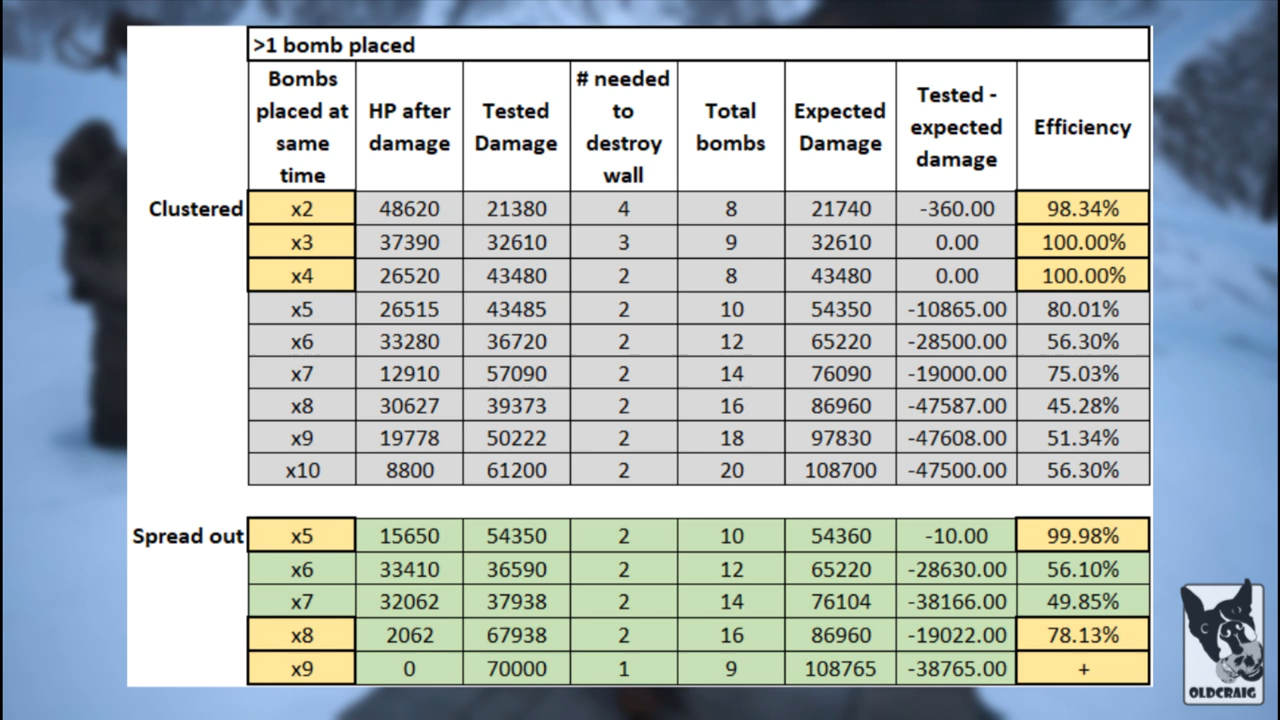 >1 bomb placed
Bombs placed at same time HP after damage Tested Damage # needed to destroy wall Total bombs Expected Damage Tested - expected damage Efficiency
Clustered x2 48620 21380 4 8 21740 -360.00 98.34%
x3 37390 32610 3 9 32610 0.00 100.00%
x4 26520 43480 2 8 43480 0.00 100.00%
x5 26515 43485 2 10 54350 -10865.00 80.01%
x6 33280 36720 2 12 65220 -28500.00 56.30%
x7 12910 57090 2 14 76090 -19000.00 75.03%
x8 30627 39373 2 16 86960 -47587.00 45.28%
x9 19778 50222 2 18 97830 -47608.00 51.34%
x10 8800 61200 2 20 108700 -47500.00 56.30%
Spread out x5 15650 54350 2 10 54360 -10.00 99.98%
x6 33410 36590 2 12 65220 -28630.00 56.10%
x7 32062 37938 2 14 76104 -38166.00 49.85%
x8 2062 67938 2 16 86960 -19022.00 78.13%
x9 0 70000 1 9 108765 -38765.00 +
OLDCRAIG